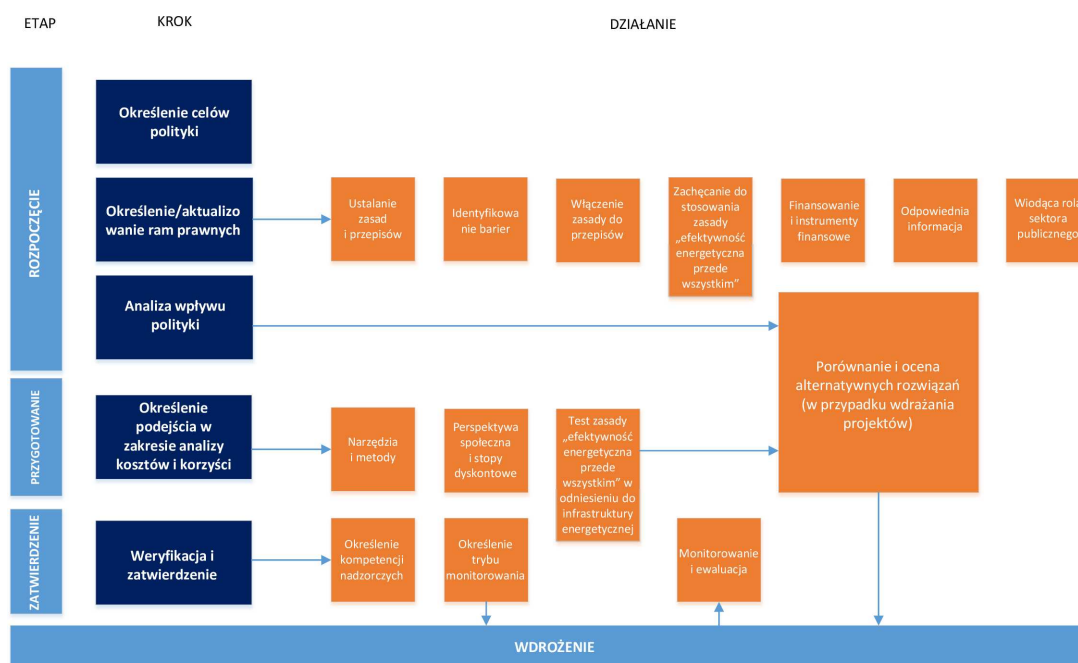 ETAP
KROK
DZIAŁANIE
ROZPOCZĘCIE
Określenie celów
polityki
Określenie/aktualizo
wanie ram prawnych
Ustalanie
zasad
i przepisów
Identyfikowa
nie barier
Włączenie
zasady do
przepisów
Zachęcanie do
stosowania
zasady
„efektywność
energetyczna
przede
wszystkim”
Finansowanie
i instrumenty
finansowe
Odpowiednia
informacja
Wiodąca rola
sektora
publicznego
Analiza wpływu
polityki
Porównanie i ocena
alternatywnych rozwiązań
(w przypadku wdrażania
projektów)
PRZYGOTOWANIE
Określenie
podejścia w
zakresie analizy
kosztów i korzyści
Narzędzia
i metody
Perspektywa
społeczna
i stopy
dyskontowe
Test zasady
„efektywność
energetyczna
przede
wszystkim” w
odniesieniu do
infrastruktury
energetycznej
ZATWIERDZENIE
Weryfikacja i
zatwierdzenie
Określenie
kompetencji
nadzorczych
Określenie
trybu
monitorowania
Monitorowanie
i ewaluacja
WDROŻENIE